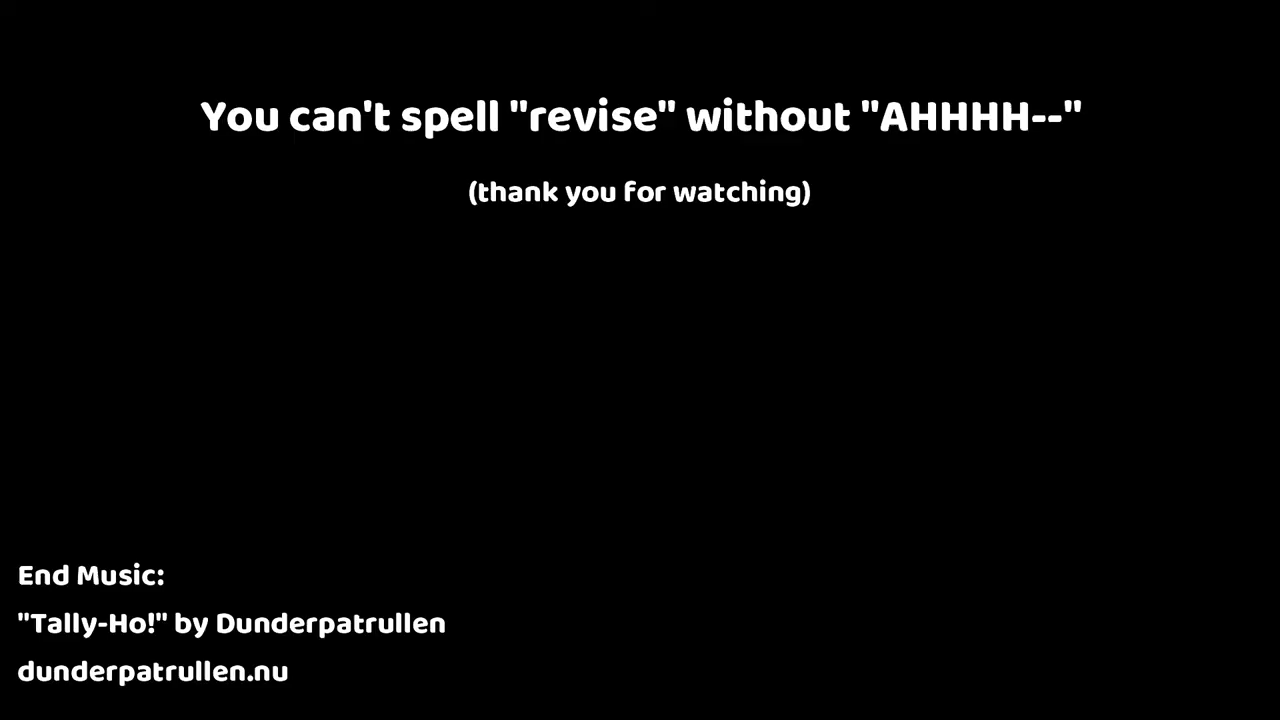 You can't spell "revise" without "AHHHH--"
(thank you for watching)
End Music:
"Tally-Ho!" by Dunderpatrullen
dunderpatrullen.nu